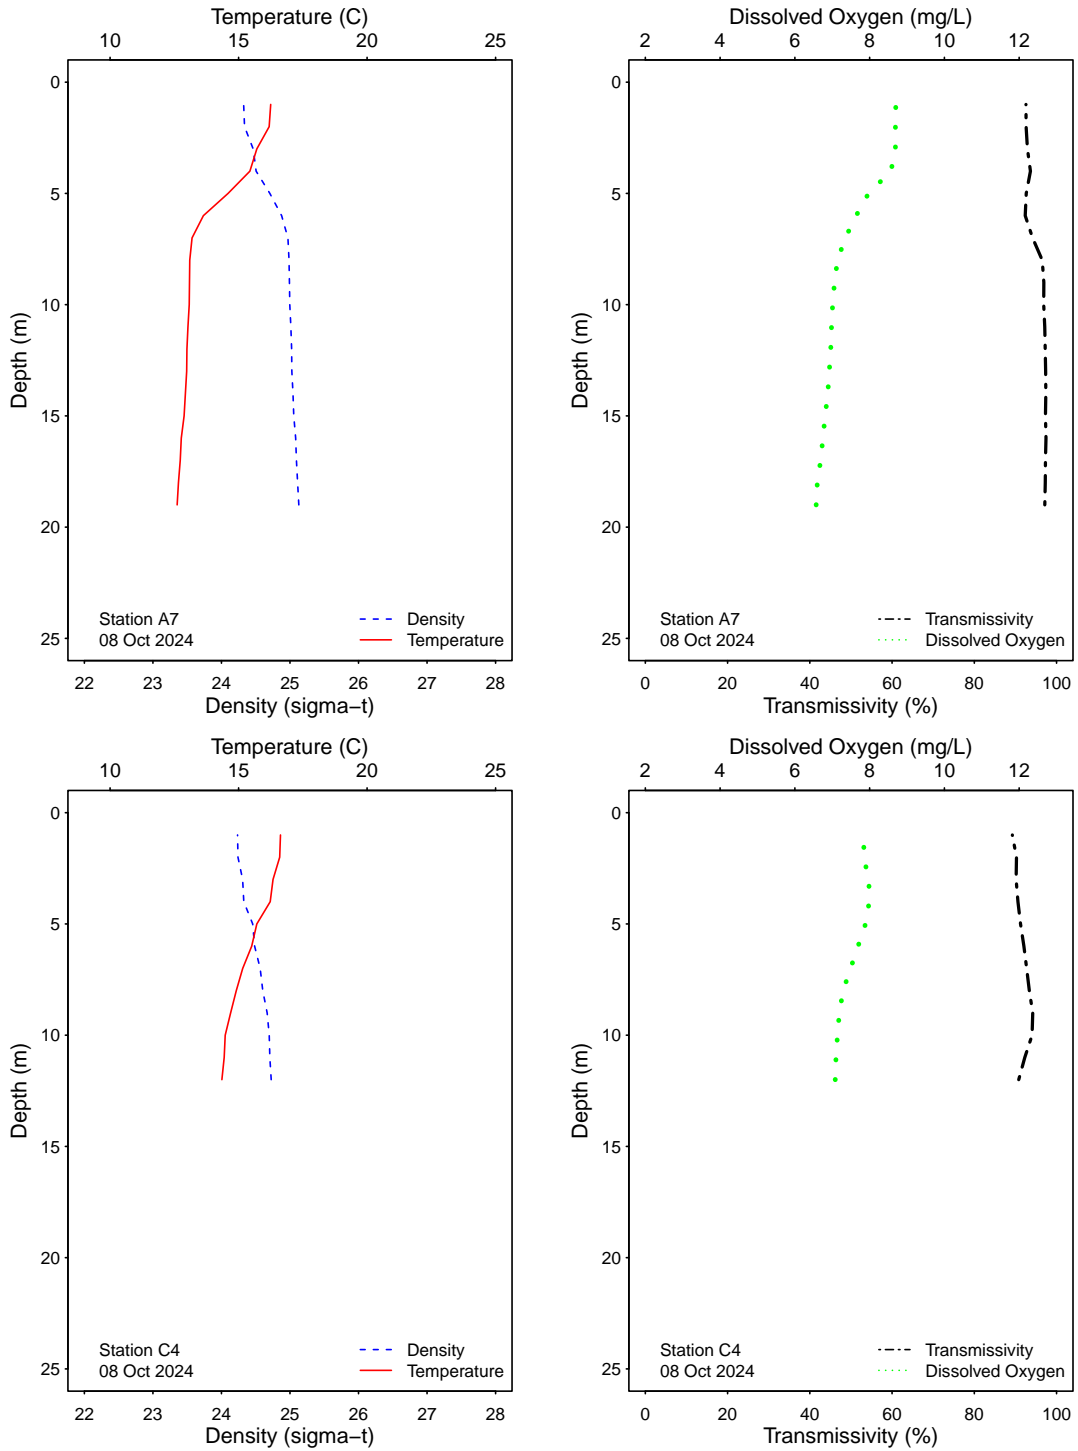 Temperature (C)
10 15 20 25
0
5
10
15
20
25
Depth (m)
Station A7
08 Oct 2024
Density
Temperature
22 23 24 25 26 27 28
Density (sigma−t)
Dissolved Oxygen (mg/L)
2 4 6 8 10 12
0
5
10
15
20
25
Depth (m)
Station A7
08 Oct 2024
Transmissivity
Dissolved Oxygen
0 20 40 60 80 100
Transmissivity (%)
Temperature (C)
10 15 20 25
0
5
10
15
20
25
Depth (m)
Station C4
08 Oct 2024
Density
Temperature
22 23 24 25 26 27 28
Density (sigma−t)
Dissolved Oxygen (mg/L)
2 4 6 8 10 12
0
5
10
15
20
25
Depth (m)
Station C4
08 Oct 2024
Transmissivity
Dissolved Oxygen
0 20 40 60 80 100
Transmissivity (%)